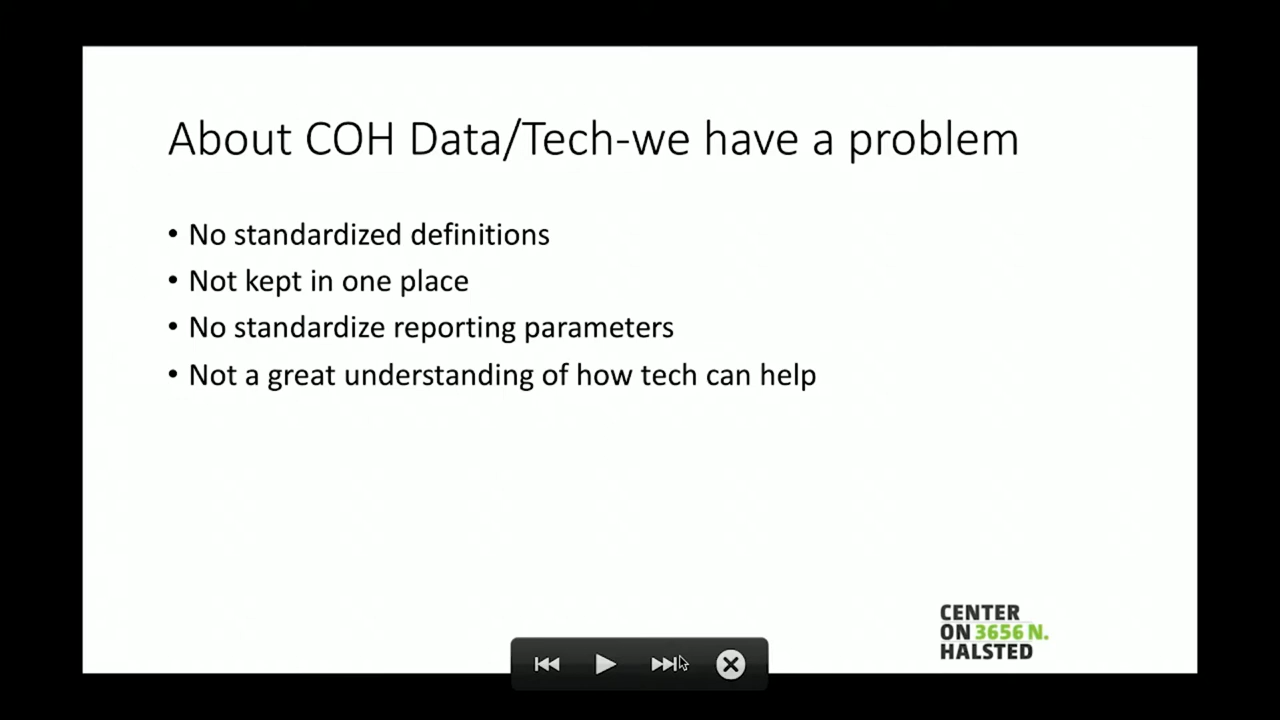 About COH Data/Tech-we have a problem
• No standardized definitions
• Not kept in one place
• No standardize reporting parameters
• Not a great understanding of how tech can help
CENTER
ON 3656 N.
HALSTED